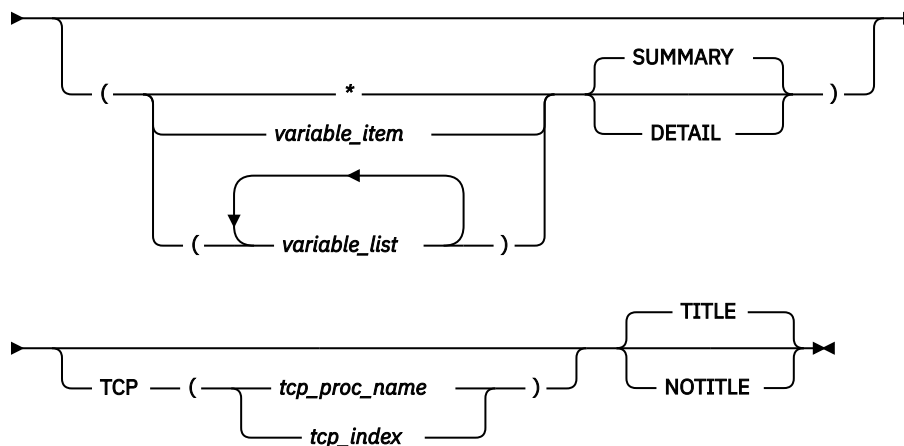 SUMMARY
( * )
variable_item DETAIL
( variable_list )
TITLE
TCP ( tcp_proc_name ) NOTITLE
tcp_index